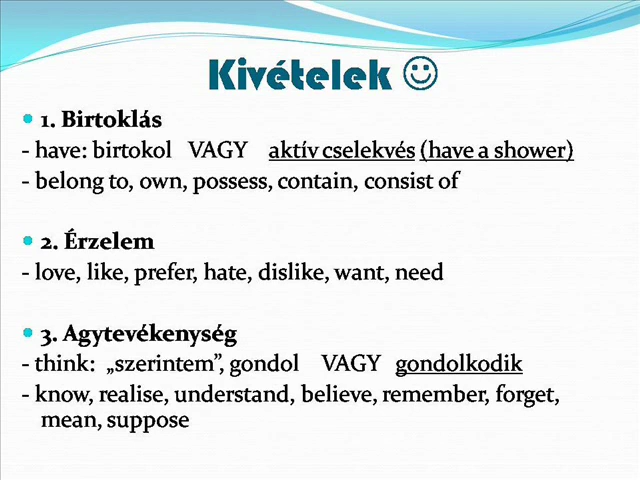 Kivételek ☺
• 1. Birtoklás
- have: birtokol VAGY aktív cselekvés (have a shower)
- belong to, own, possess, contain, consist of
• 2. Érzelem
- love, like, prefer, hate, dislike, want, need
• 3. Agytevékenység
- think: „szerintem”, gondol VAGY gondolkodik
- know, realise, understand, believe, remember, forget,
mean, suppose